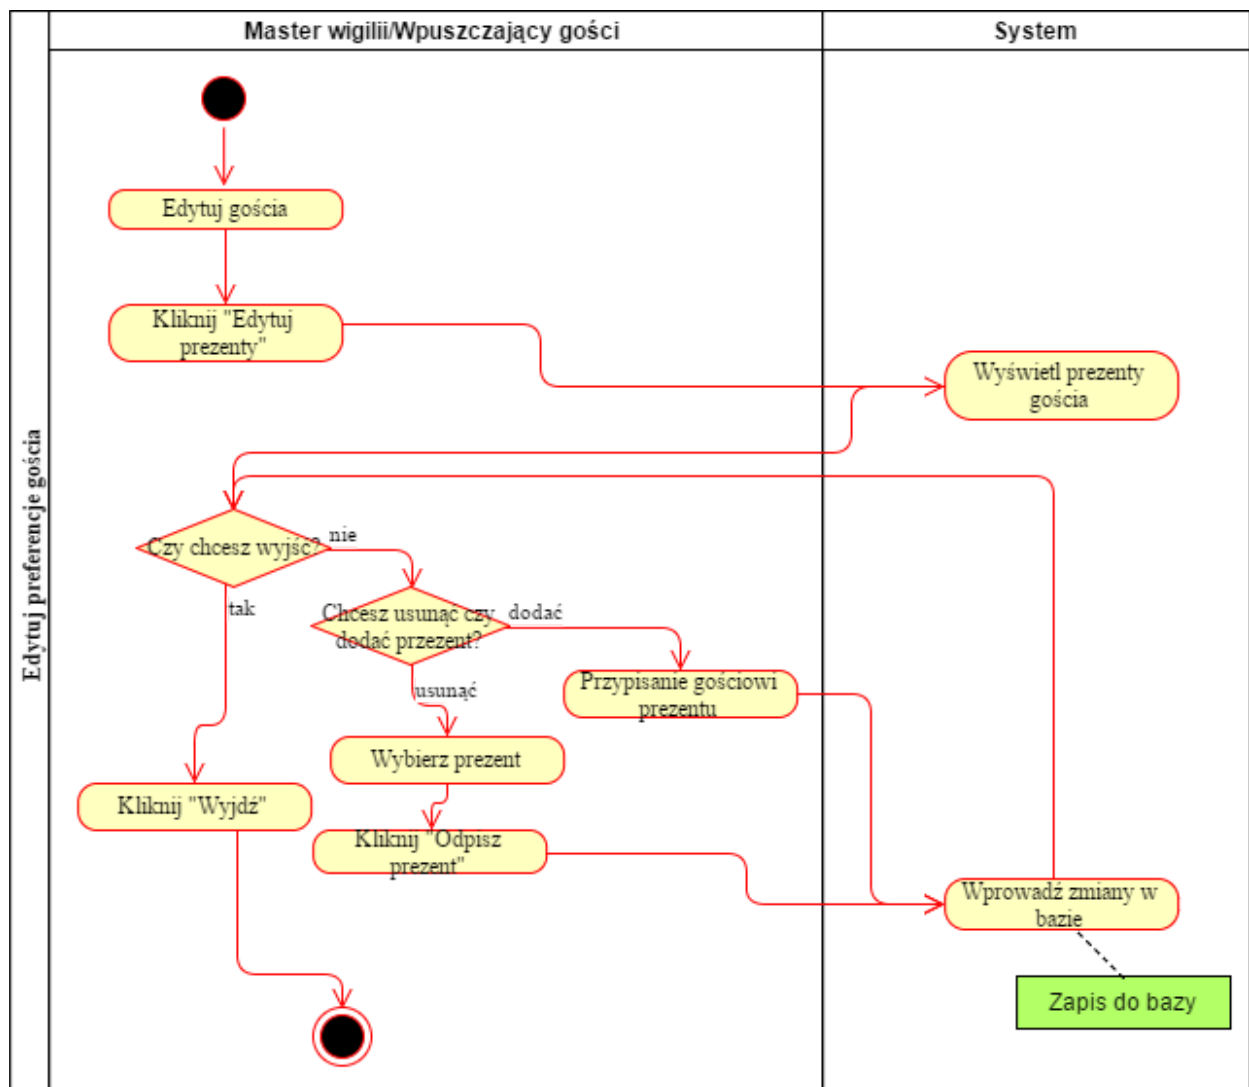 Master wigilii/Wpuszczający gości
System
Edytuj preferencje gościa
Edytuj gościa
Kliknij "Edytuj
prezenty"
Wyświetl prezenty
gościa
Czy chcesz wyjść?
nie
tak
Chcesz usunąć czy
dodać przezent?
dodać
usunąć
Przypisanie gościowi
prezentu
Wybierz prezent
Kliknij "Wyjdź"
Kliknij "Odpisz
prezent"
Wprowadź zmiany w
bazie
Zapis do bazy